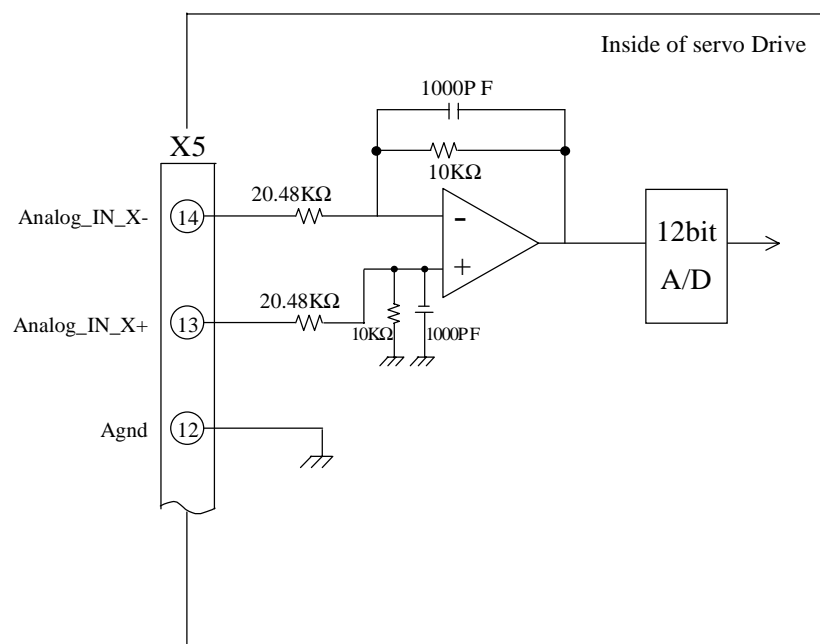 Inside of servo Drive
1000P F
X5
10KΩ
20.48KΩ
Analog_IN_X-
14
-
12bit
A/D
+
20.48KΩ
Analog_IN_X+
13
10KΩ
1000PF
Agnd
12